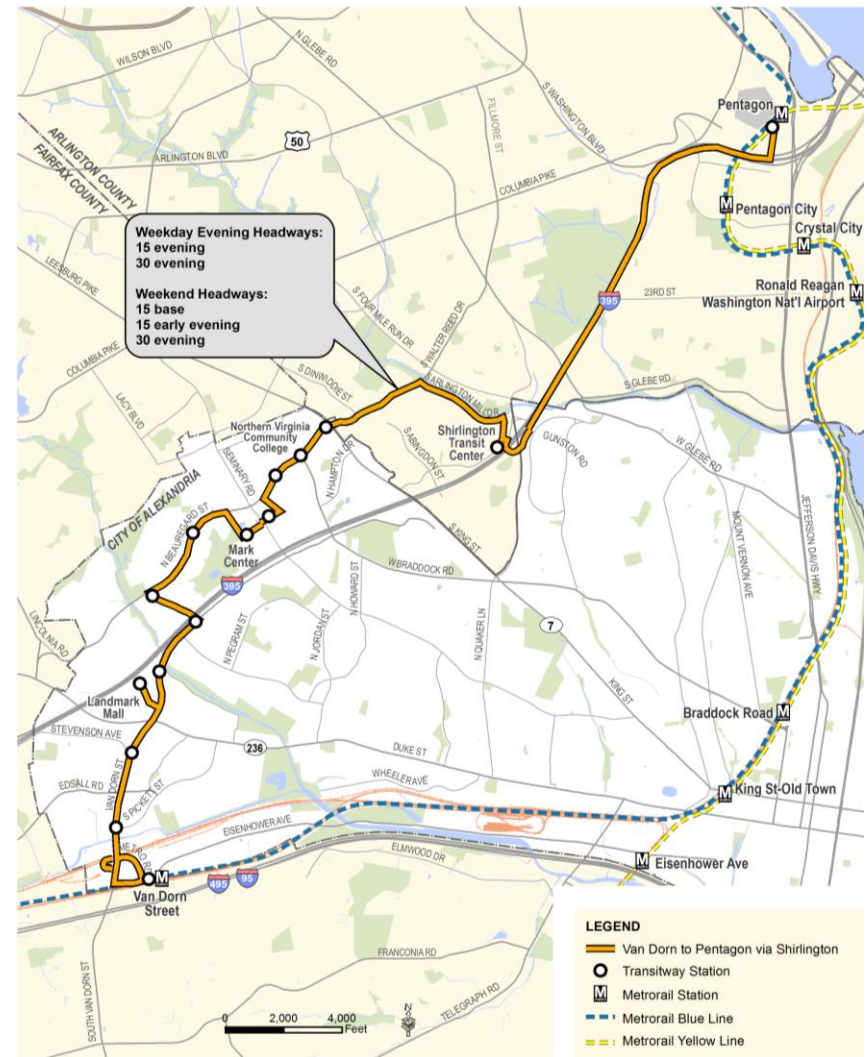 WILSON BLVD
N GLEBE RD
S WASHINGTON BLVD
FILLMORE ST
Pentagon
ARLINGTON COUNTY
FAIRFAX COUNTY
50
ARLINGTON BLVD
COLUMBIA PIKE
Pentagon City
Crystal City
Weekday Evening Headways:
15 evening
30 evening
Weekend Headways:
15 base
15 early evening
30 evening
LEESBURG PIKE
S FOUR MILE RUN DR
S WALTER REED DR
395
23RD ST
Ronald Reagan
Washington Nat'l Airport
COLUMBIA PIKE
S DINWIDDIE ST
S ARLINGTON MILL DR
S GLEBE RD
LACY BLVD
Northern Virginia
Community
College
SEMINARY RD
N HAMPTON DR
S ABINGDON ST
Shirlington
Transit
Center
GUNSTON RD
W GLEBE RD
CITY OF ALEXANDRIA
N BEAUREGARD ST
Mark
Center
S KING ST
MOUNT VERNON AVE
JEFFERSON DAVIS HWY
395
W BRADDOCK RD
N HOWARD ST
LINCOLNIA RD
N PEGRAM ST
N JORDAN ST
N QUAKER LN
7
KING ST
Landmark
Mall
Braddock Road
STEVENSON AVE
236
DUKE ST
EDSALL RD
VAN DORN ST
S PICKETT ST
WHEELER AVE
King St-Old Town
EISENHOWER AVE
METRO RD
ELMWOOD DR
Eisenhower Ave
Van Dorn
Street
495
95
FRANCONIA RD
SOUTH VAN DORN ST
TELEGRAPH RD
0
2,000
4,000
Feet
N
LEGEND
Van Dorn to Pentagon via Shirlington
Transitway Station
M Metrorail Station
Metrorail Blue Line
Metrorail Yellow Line